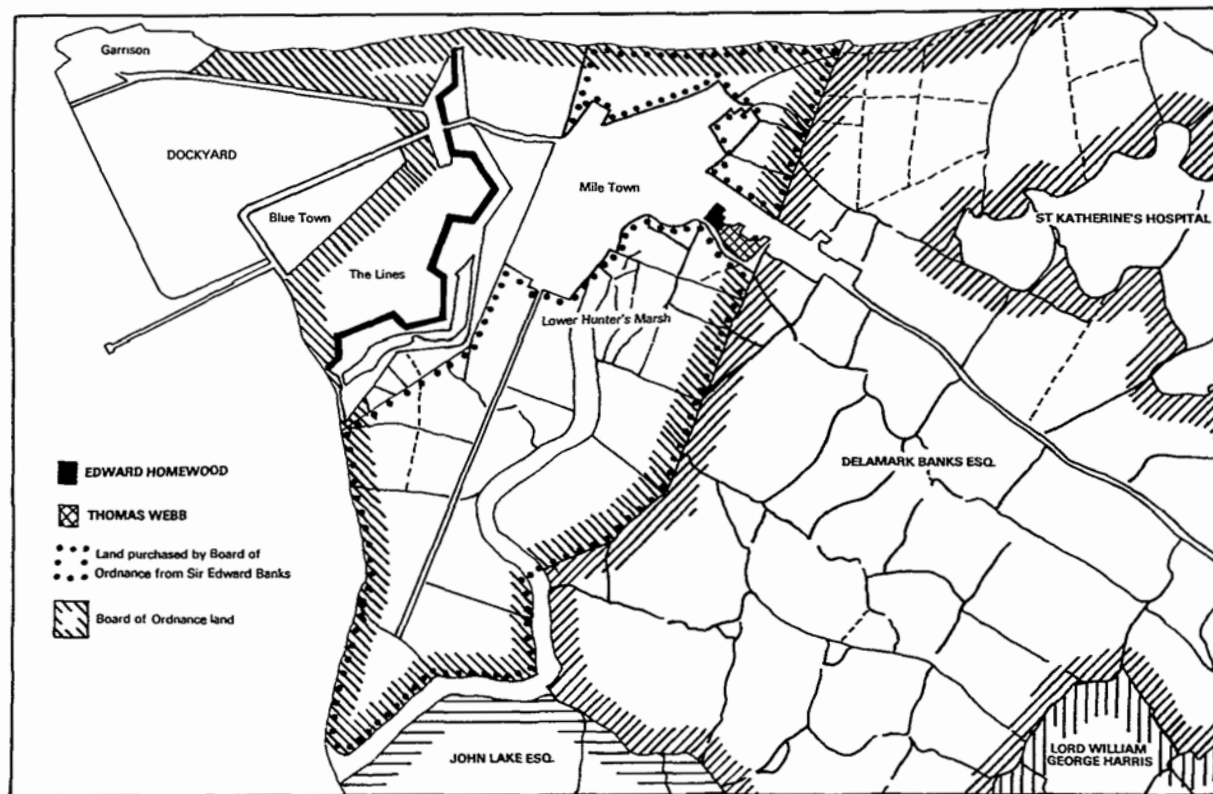 Garrison
DOCKYARD
Blue Town
Mile Town
The Lines
ST KATHERINE'S HOSPITAL
Lower Hunter's Marsh
DELAMARK BANKS ESQ.
EDWARD HOMEWOOD
THOMAS WEBB
Land purchased by Board of
Ordnance from Sir Edward Banks
Board of Ordnance land
JOHN LAKE ESQ.
LORD WILLIAM
GEORGE HARRIS